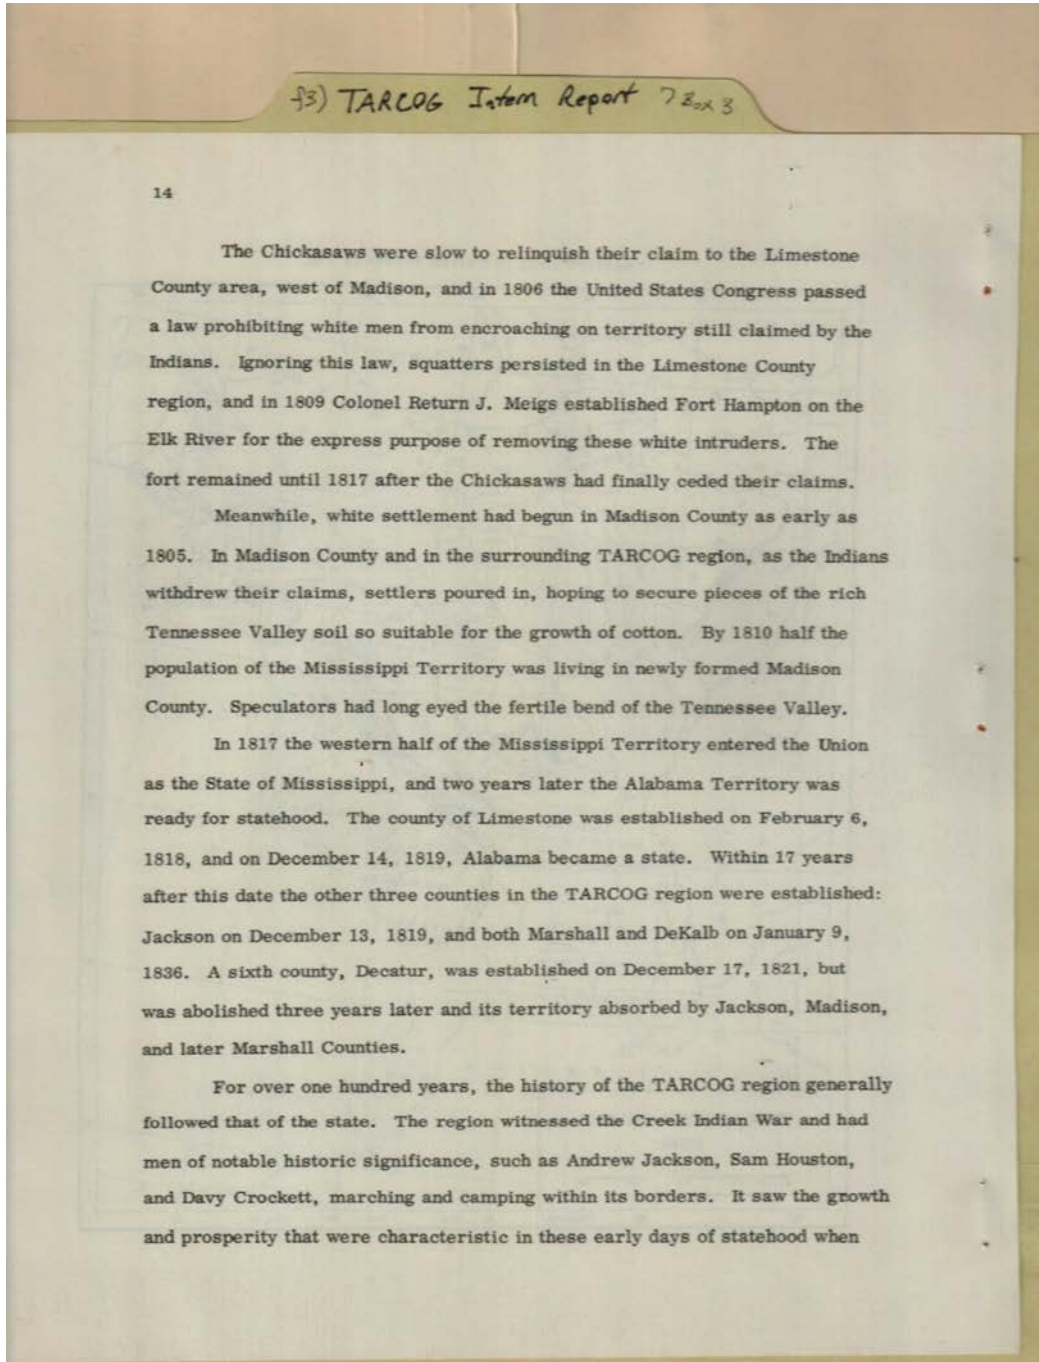 f3) TARCOG Intern Report 7 Box 3
14
The Chickasaws were slow to relinquish their claim to the Limestone
County area, west of Madison, and in 1806 the United States Congress passed
a law prohibiting white men from encroaching on territory still claimed by the
Indians. Ignoring this law, squatters persisted in the Limestone County
region, and in 1809 Colonel Return J. Meigs established Fort Hampton on the
Elk River for the express purpose of removing these white intruders. The
fort remained until 1817 after the Chickasaws had finally ceded their claims.
Meanwhile, white settlement had begun in Madison County as early as
1805. In Madison County and in the surrounding TARCOG region, as the Indians
withdrew their claims, settlers poured in, hoping to secure pieces of the rich
Tennessee Valley soil so suitable for the growth of cotton. By 1810 half the
population of the Mississippi Territory was living in newly formed Madison
County. Speculators had long eyed the fertile bend of the Tennessee Valley.
In 1817 the western half of the Mississippi Territory entered the Union
as the State of Mississippi, and two years later the Alabama Territory was
ready for statehood. The county of Limestone was established on February 6,
1818, and on December 14, 1819, Alabama became a state. Within 17 years
after this date the other three counties in the TARCOG region were established:
Jackson on December 13, 1819, and both Marshall and DeKalb on January 9,
1836. A sixth county, Decatur, was established on December 17, 1821, but
was abolished three years later and its territory absorbed by Jackson, Madison,
and later Marshall Counties.
For over one hundred years, the history of the TARCOG region generally
followed that of the state. The region witnessed the Creek Indian War and had
men of notable historic significance, such as Andrew Jackson, Sam Houston,
and Davy Crockett, marching and camping within its borders. It saw the growth
and prosperity that were characteristic in these early days of statehood when